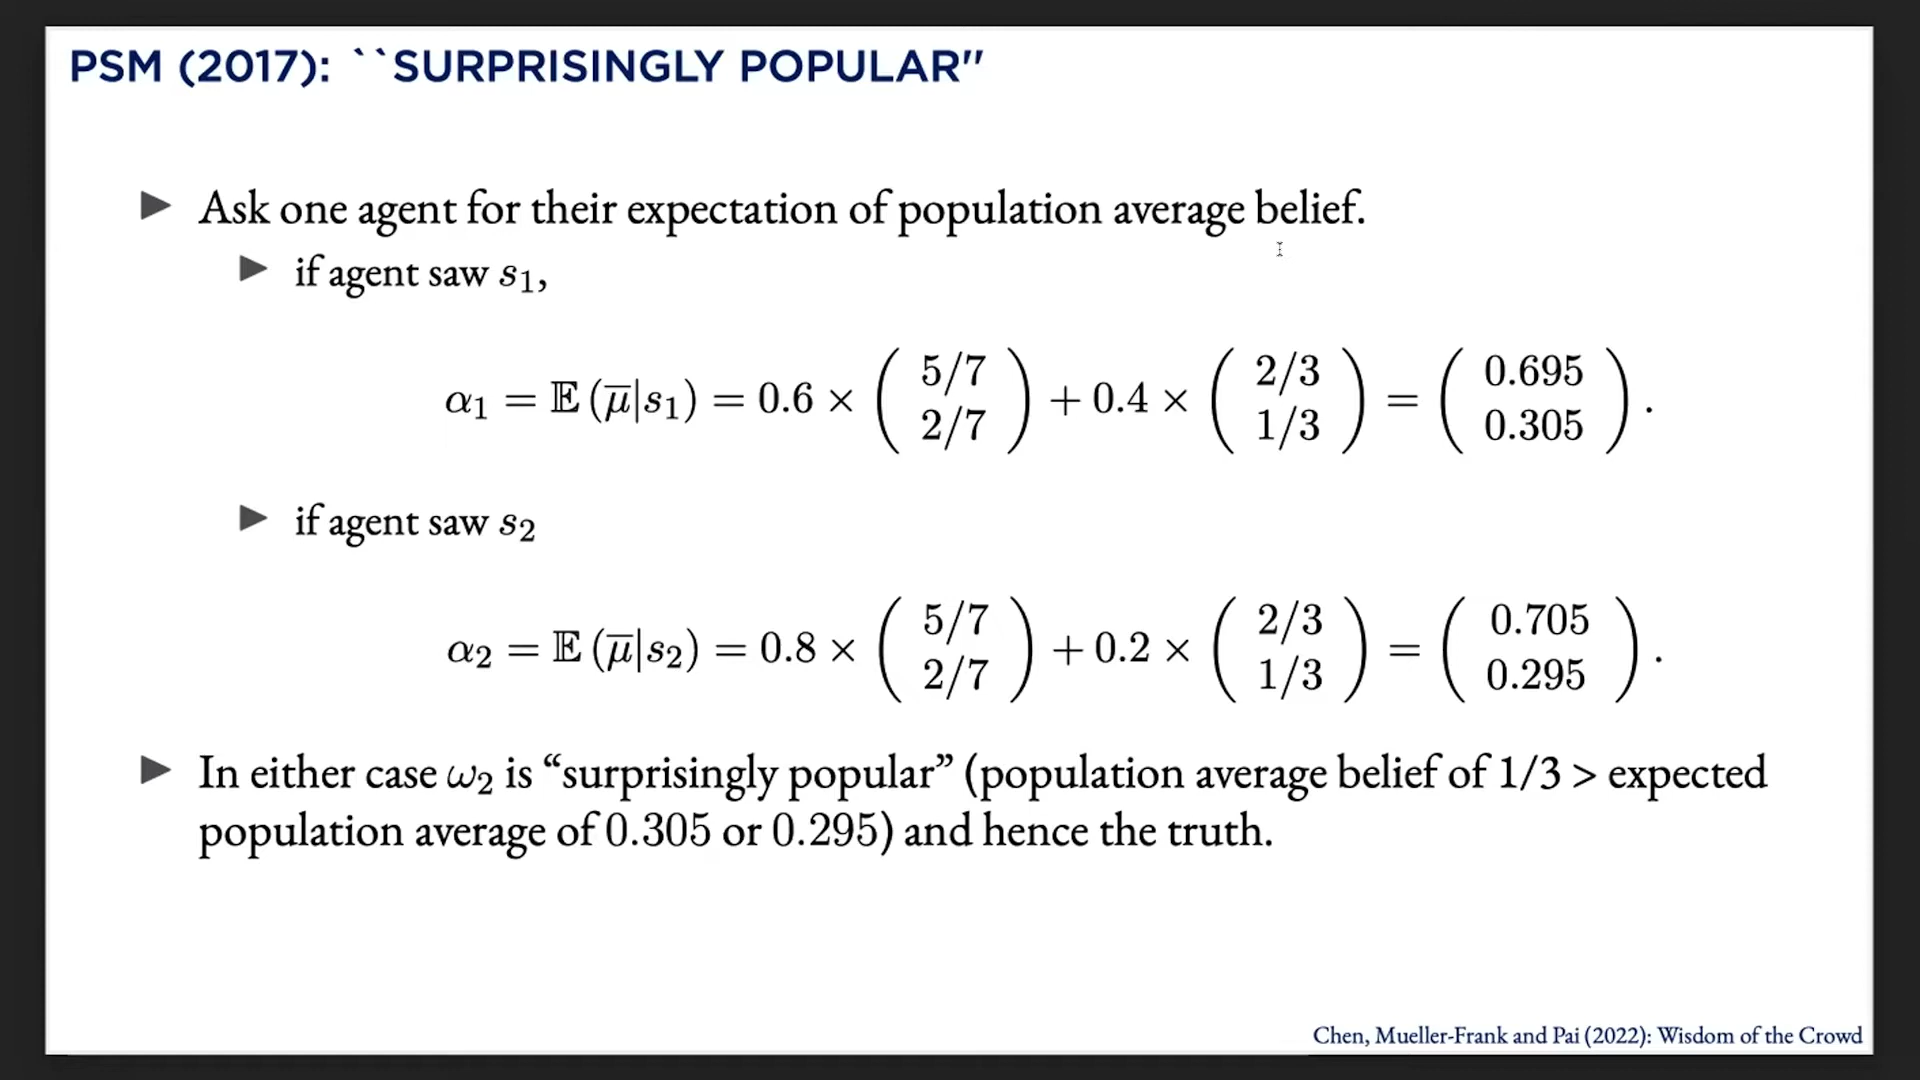 PSM (2017): ``SURPRISINGLY POPULAR"
▶ Ask one agent for their expectation of population average belief.
▶ if agent saw s₁,
α₁ = 𝔼 (μ̅|s₁) = 0.6 × ( 5/7 2/7 ) + 0.4 × ( 2/3 1/3 ) = ( 0.695 0.305 ) .
▶ if agent saw s₂
α₂ = 𝔼 (μ̅|s₂) = 0.8 × ( 5/7 2/7 ) + 0.2 × ( 2/3 1/3 ) = ( 0.705 0.295 ) .
▶ In either case ω₂ is “surprisingly popular” (population average belief of 1/3 > expected
population average of 0.305 or 0.295) and hence the truth.
Chen, Mueller-Frank and Pai (2022): Wisdom of the Crowd